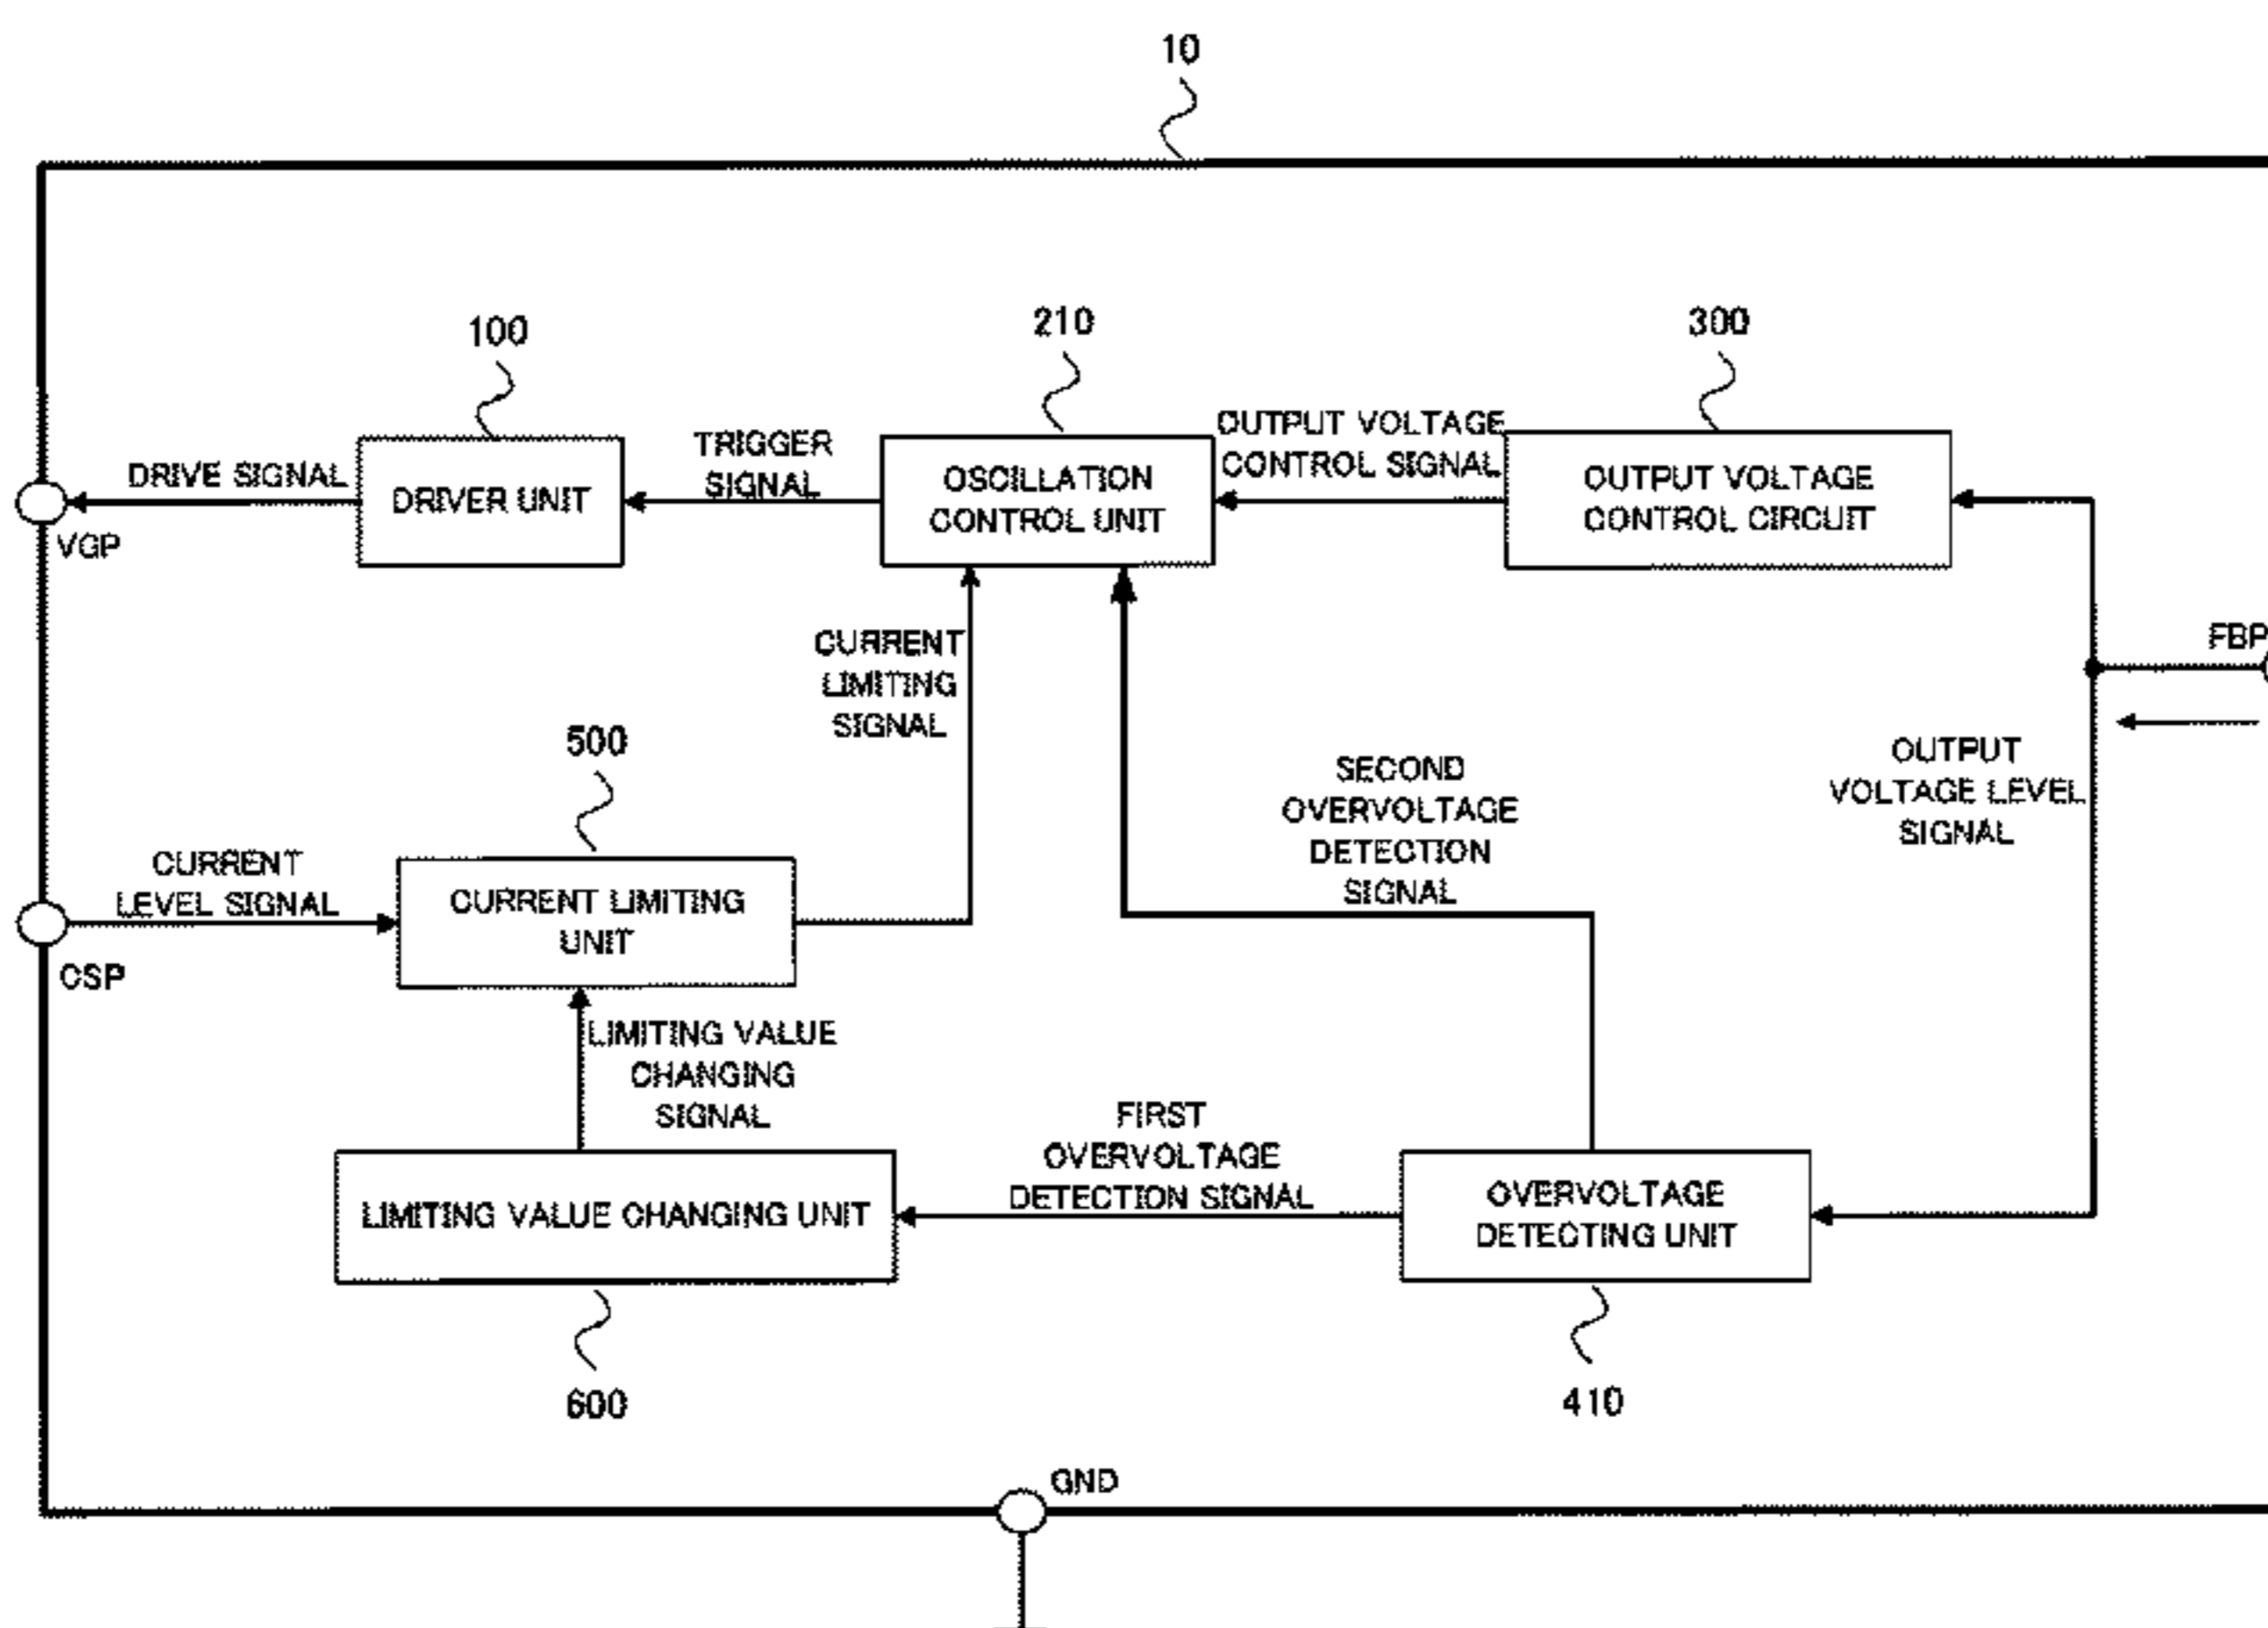 10
100
210
300
DRIVE SIGNAL
DRIVER UNIT
TRIGGER
SIGNAL
OSCILLATION
CONTROL UNIT
OUTPUT VOLTAGE
CONTROL SIGNAL
OUTPUT VOLTAGE
CONTROL CIRCUIT
VGP
FBP
CURRENT
LIMITING
SIGNAL
500
SECOND
OVERVOLTAGE
DETECTION
SIGNAL
OUTPUT
VOLTAGE LEVEL
SIGNAL
CURRENT
LEVEL SIGNAL
CURRENT LIMITING
UNIT
CSP
LIMITING VALUE
CHANGING
SIGNAL
FIRST
OVERVOLTAGE
DETECTION SIGNAL
LIMITING VALUE CHANGING UNIT
OVERVOLTAGE
DETECTING UNIT
600
410
GND